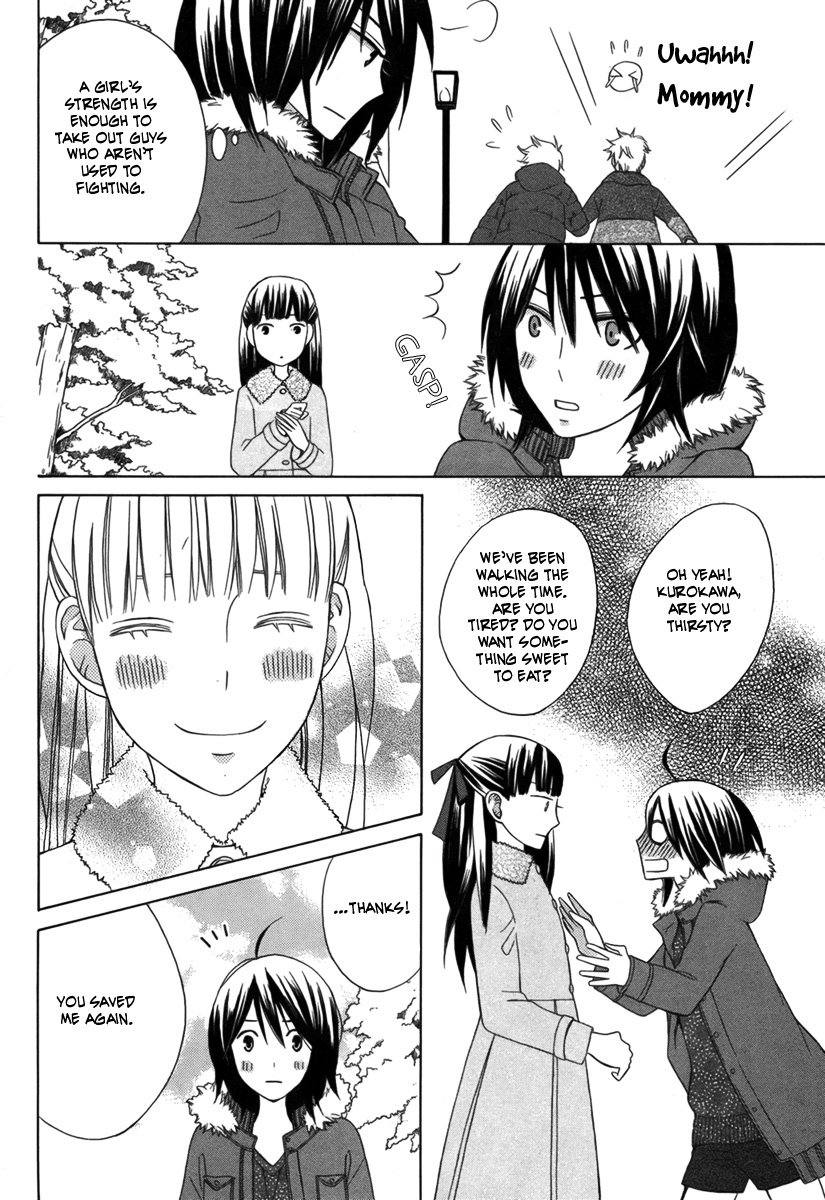 Uwahhh!
Mommy!
A GIRL'S
STRENGTH IS
ENOUGH TO
TAKE OUT GUYS
WHO AREN'T
USED TO
FIGHTING.
GASP!
OH YEAH!
KUROKAWA,
ARE YOU
THIRSTY?
WE'VE BEEN
WALKING THE
WHOLE TIME.
ARE YOU
TIRED? DO YOU
WANT SOME-
THING SWEET
TO EAT?
...THANKS!
YOU SAVED
ME AGAIN.